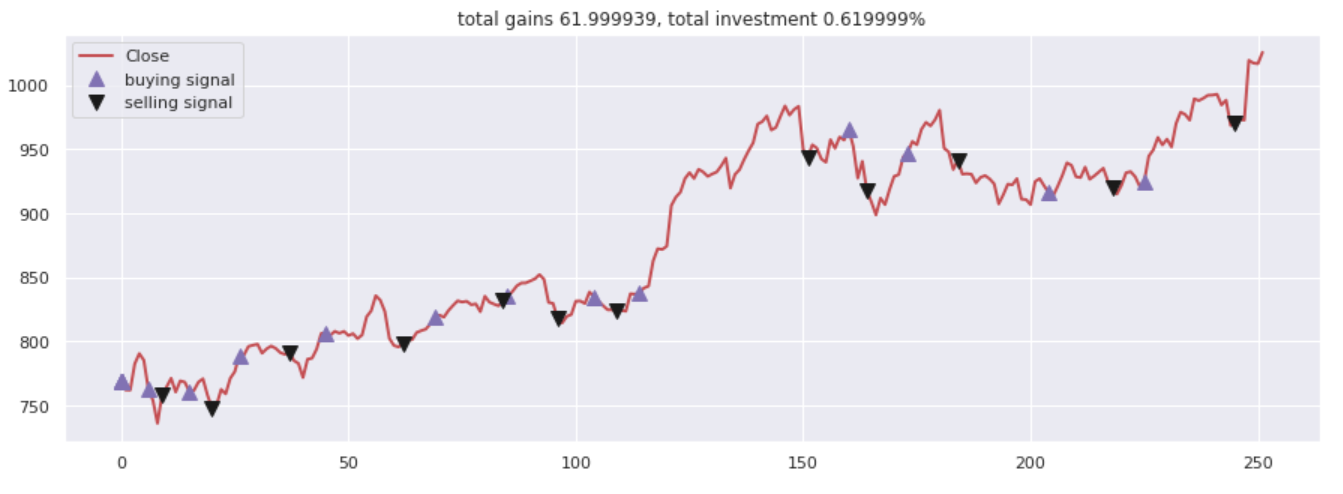 total gains 61.999939, total investment 0.619999%
Close
buying signal
selling signal
1000
950
900
850
800
750
0 50 100 150 200 250